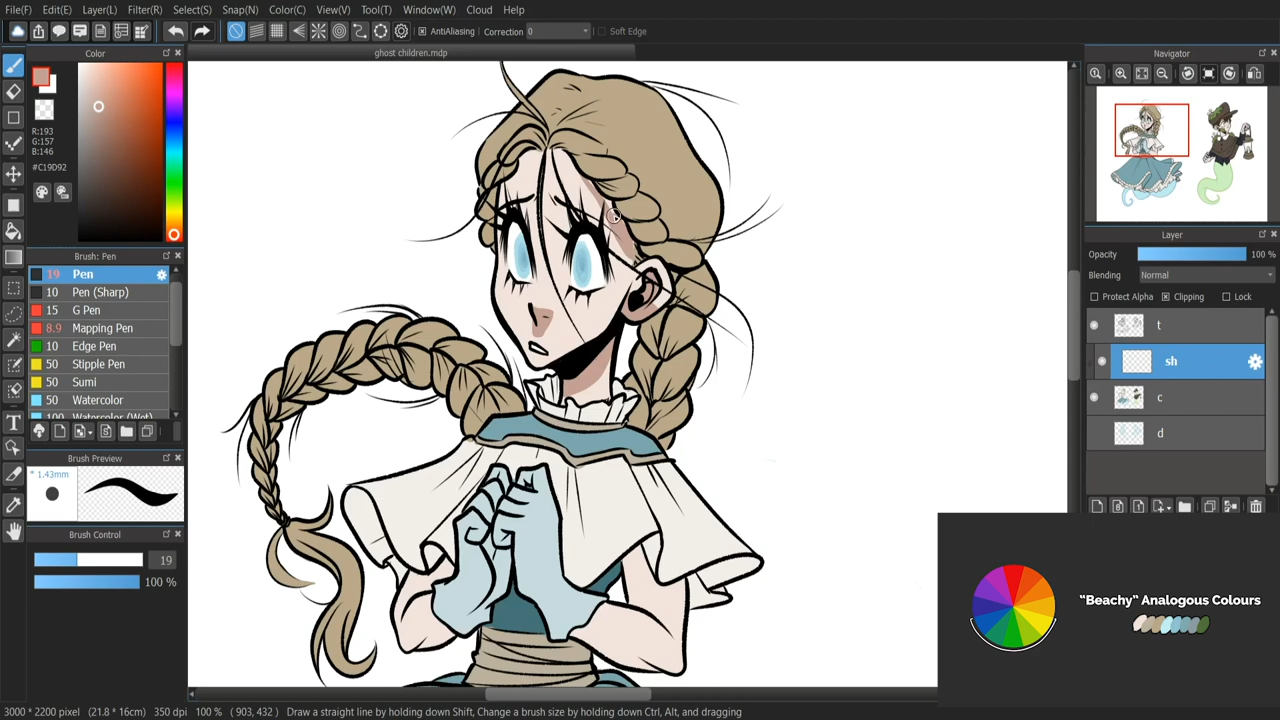 File(F) Edit(E) Layer(L) Filter(R) Select(S) Snap(N) Color(C) View(V) Tool(T) Window(W) Cloud Help
AntiAliasing Correction 0 Soft Edge
Color
ghost children.mdp
Navigator
R:193
G:157
B:146
#C19D92
Brush: Pen
19 Pen
10 Pen (Sharp)
15 G Pen
8.9 Mapping Pen
10 Edge Pen
50 Stipple Pen
50 Sumi
50 Watercolor
100 Watercolor (Wet)
Brush Preview
* 1.43mm
Brush Control
19
100 %
Layer
Opacity 100 %
Blending Normal
Protect Alpha Clipping Lock
t
sh
c
d
"Beachy" Analogous Colours
3000 * 2200 pixel (21.8 * 16cm) 350 dpi 100 % ( 903, 432 ) Draw a straight line by holding down Shift, Change a brush size by holding down Ctrl, Alt, and dragging